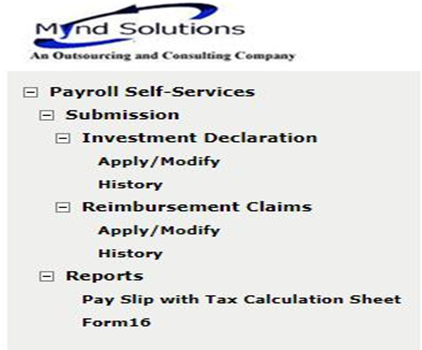 Mynd Solutions
An Outsourcing and Consulting Company
Payroll Self-Services
Submission
Investment Declaration
Apply/Modify
History
Reimbursement Claims
Apply/Modify
History
Reports
Pay Slip with Tax Calculation Sheet
Form16